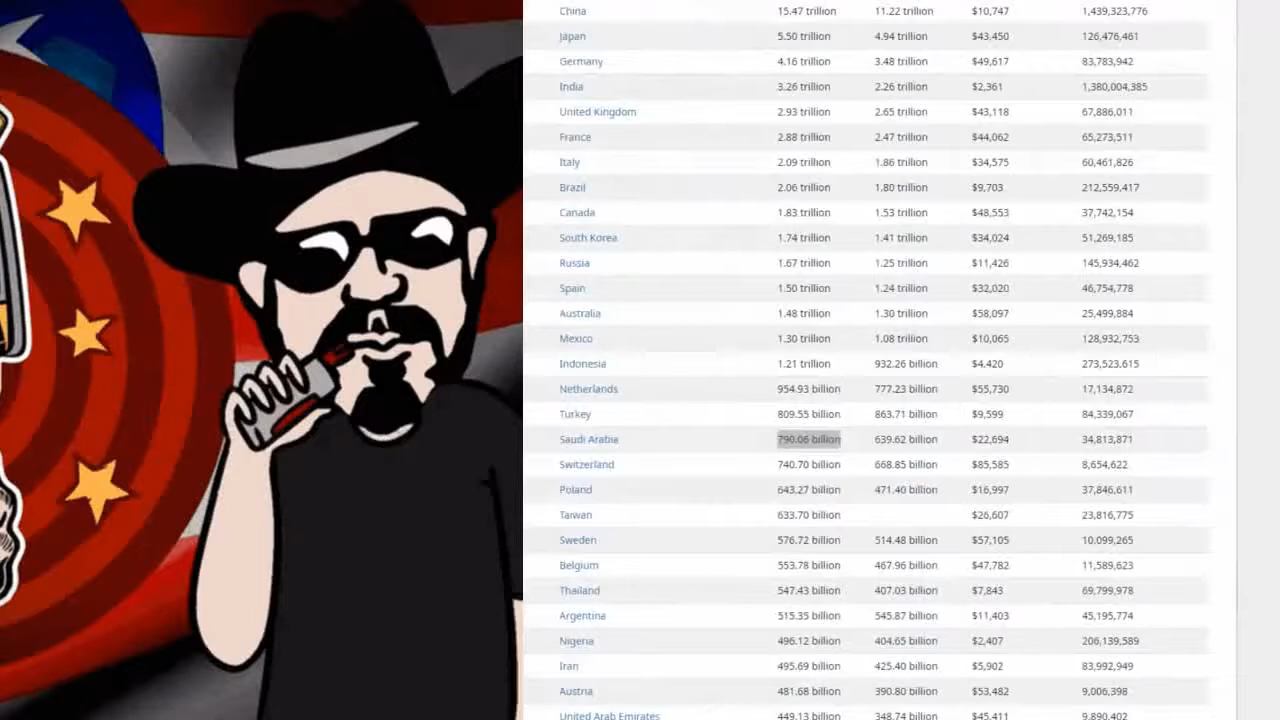 China 15.47 trillion 11.22 trillion $10,747 1,439,323,776
Japan 5.50 trillion 4.94 trillion $43,450 126,476,461
Germany 4.16 trillion 3.48 trillion $49,617 83,783,942
India 3.26 trillion 2.26 trillion $2,361 1,380,004,385
United Kingdom 2.93 trillion 2.65 trillion $43,118 67,886,011
France 2.88 trillion 2.47 trillion $44,062 65,273,511
Italy 2.09 trillion 1.86 trillion $34,575 60,461,826
Brazil 2.06 trillion 1.80 trillion $9,703 212,559,417
Canada 1.83 trillion 1.53 trillion $48,553 37,742,154
South Korea 1.74 trillion 1.41 trillion $34,024 51,269,185
Russia 1.67 trillion 1.25 trillion $11,426 145,934,462
Spain 1.50 trillion 1.24 trillion $32,020 46,754,778
Australia 1.48 trillion 1.30 trillion $58,097 25,499,884
Mexico 1.30 trillion 1.08 trillion $10,065 128,932,753
Indonesia 1.21 trillion 932.26 billion $4,420 273,523,615
Netherlands 954.93 billion 777.23 billion $55,730 17,134,872
Turkey 809.55 billion 863.71 billion $9,599 84,339,067
Saudi Arabia 790.06 billion 639.62 billion $22,694 34,813,871
Switzerland 740.70 billion 668.85 billion $85,585 8,654,622
Poland 643.27 billion 471.40 billion $16,997 37,846,611
Taiwan 633.70 billion $26,607 23,816,775
Sweden 576.72 billion 514.48 billion $57,105 10,099,265
Belgium 553.78 billion 467.96 billion $47,782 11,589,623
Thailand 547.43 billion 407.03 billion $7,843 69,799,978
Argentina 515.35 billion 545.87 billion $11,403 45,195,774
Nigeria 496.12 billion 404.65 billion $2,407 206,139,589
Iran 495.69 billion 425.40 billion $5,902 83,992,949
Austria 481.68 billion 390.80 billion $53,482 9,006,398
United Arab Emirates 449.13 billion 348.74 billion $45,411 9,890,402